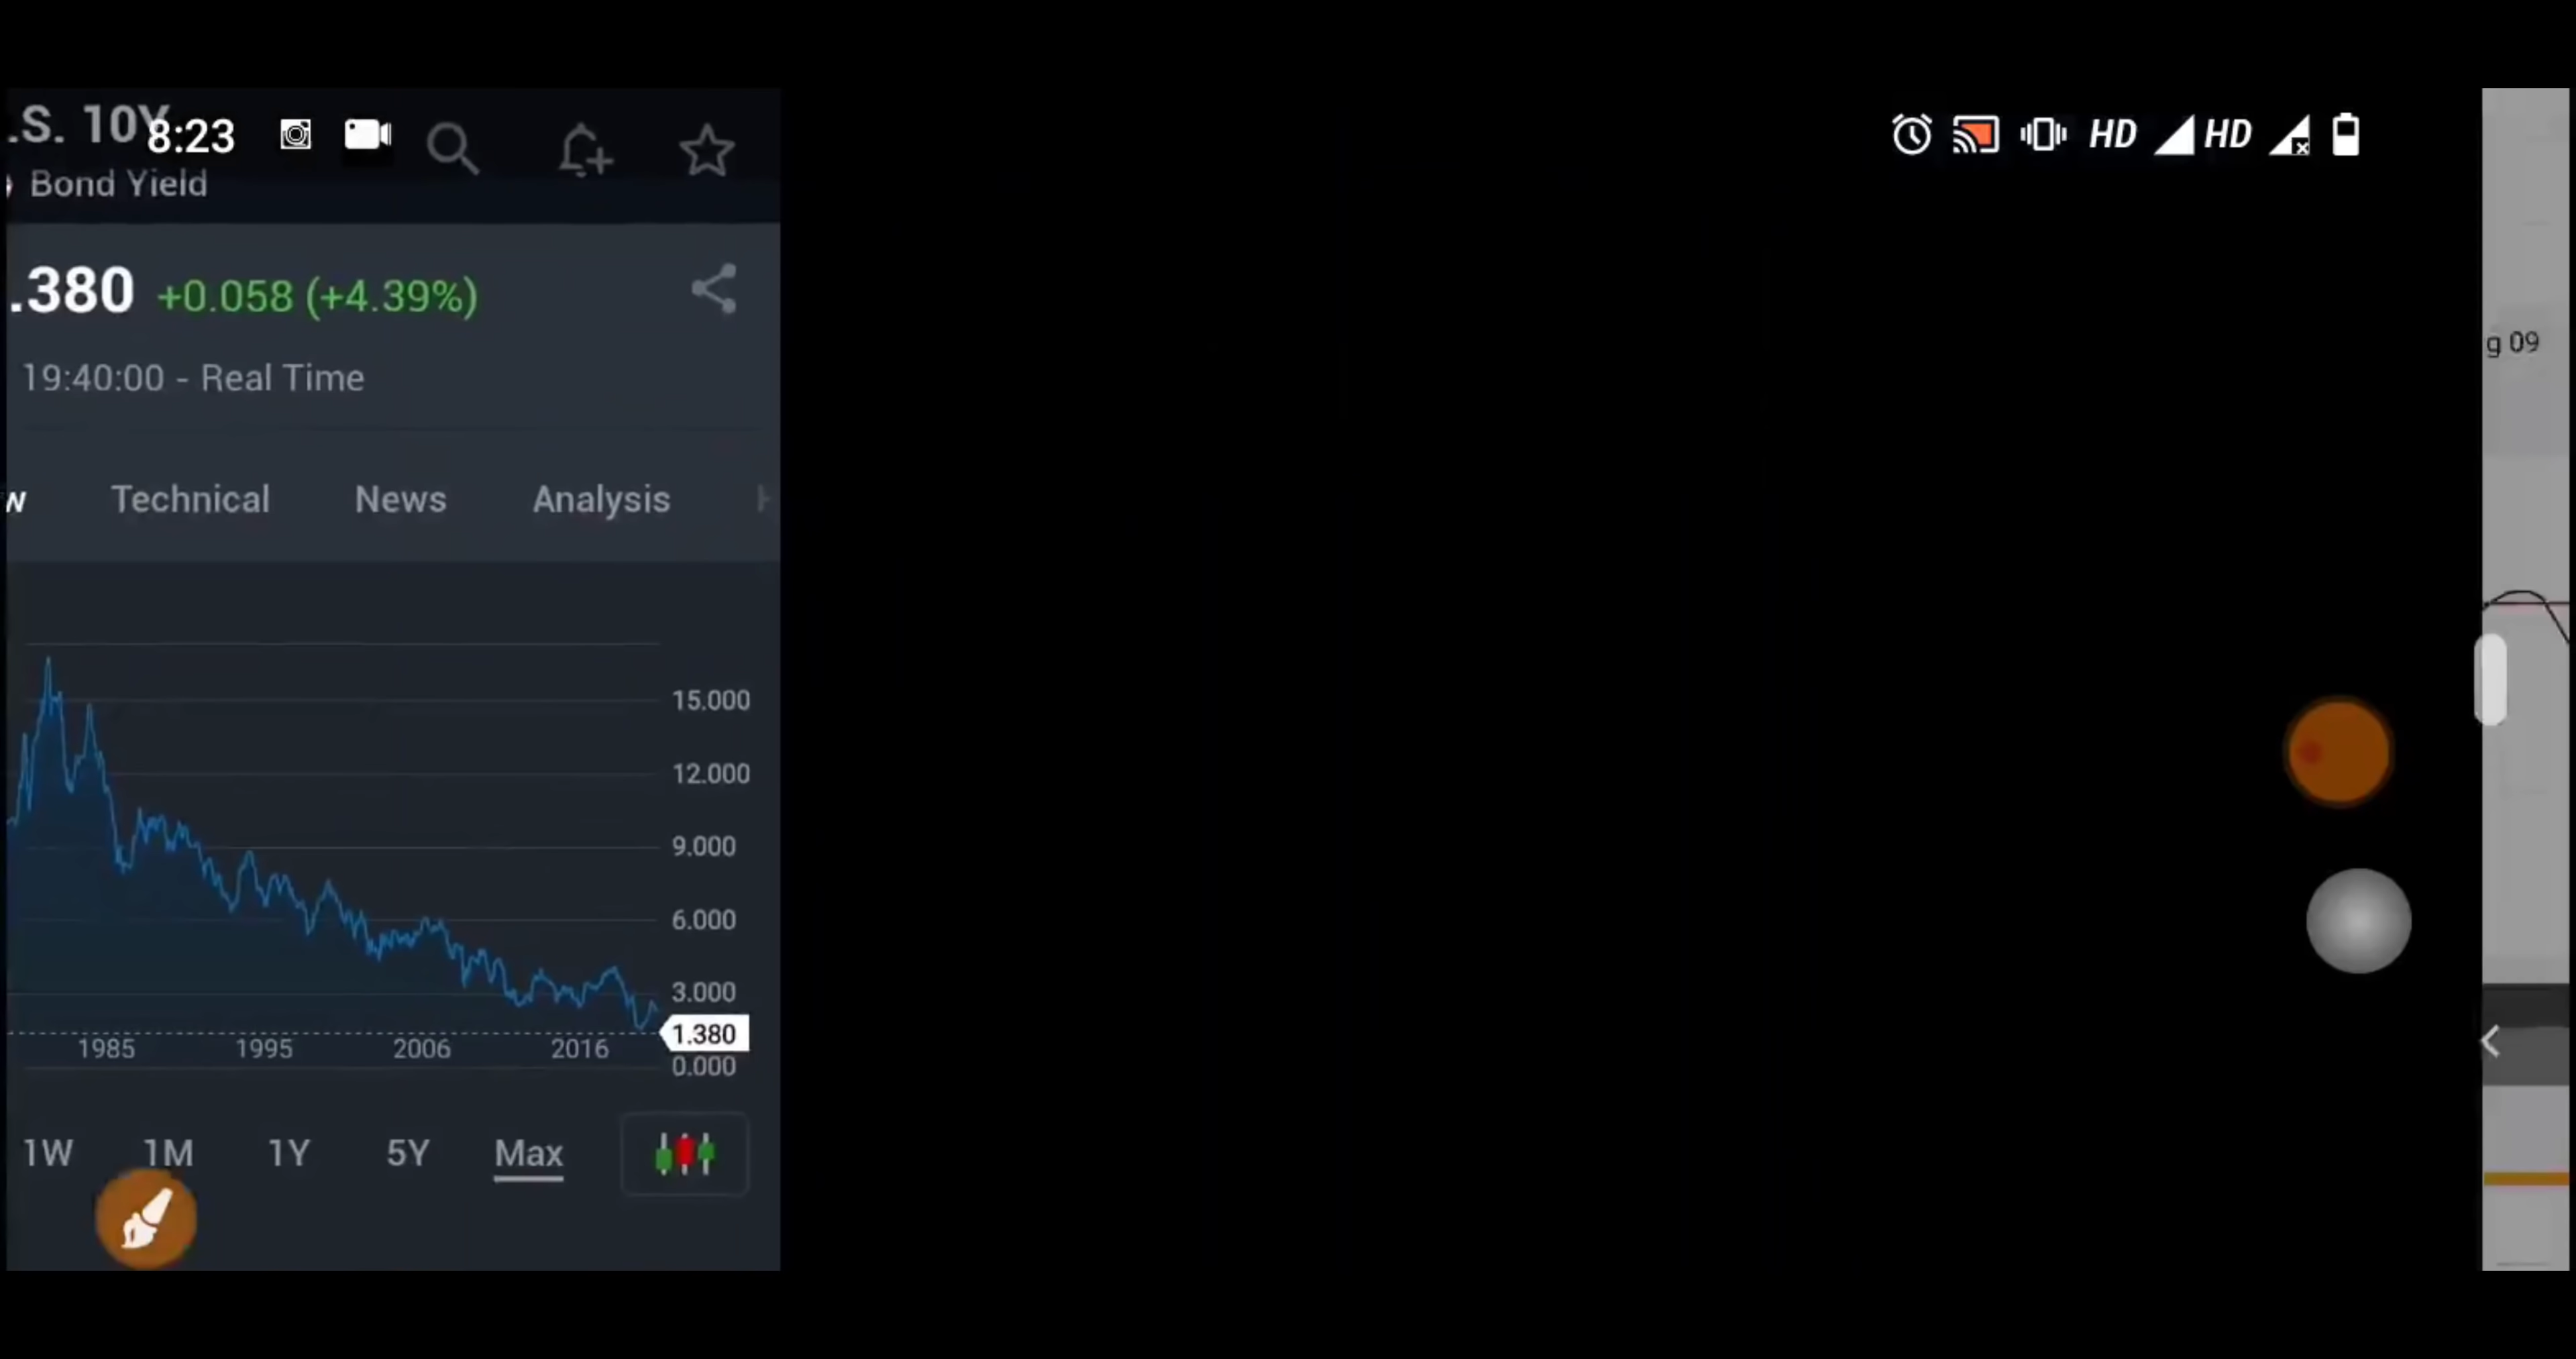 .S. 10Y
8:23
HD
HD
Bond Yield
.380 +0.058 (+4.39%)
19:40:00 - Real Time
g 09
w Technical News Analysis
15.000
12.000
9.000
6.000
3.000
1.380
1985 1995 2006 2016
0.000
1W 1M 1Y 5Y Max